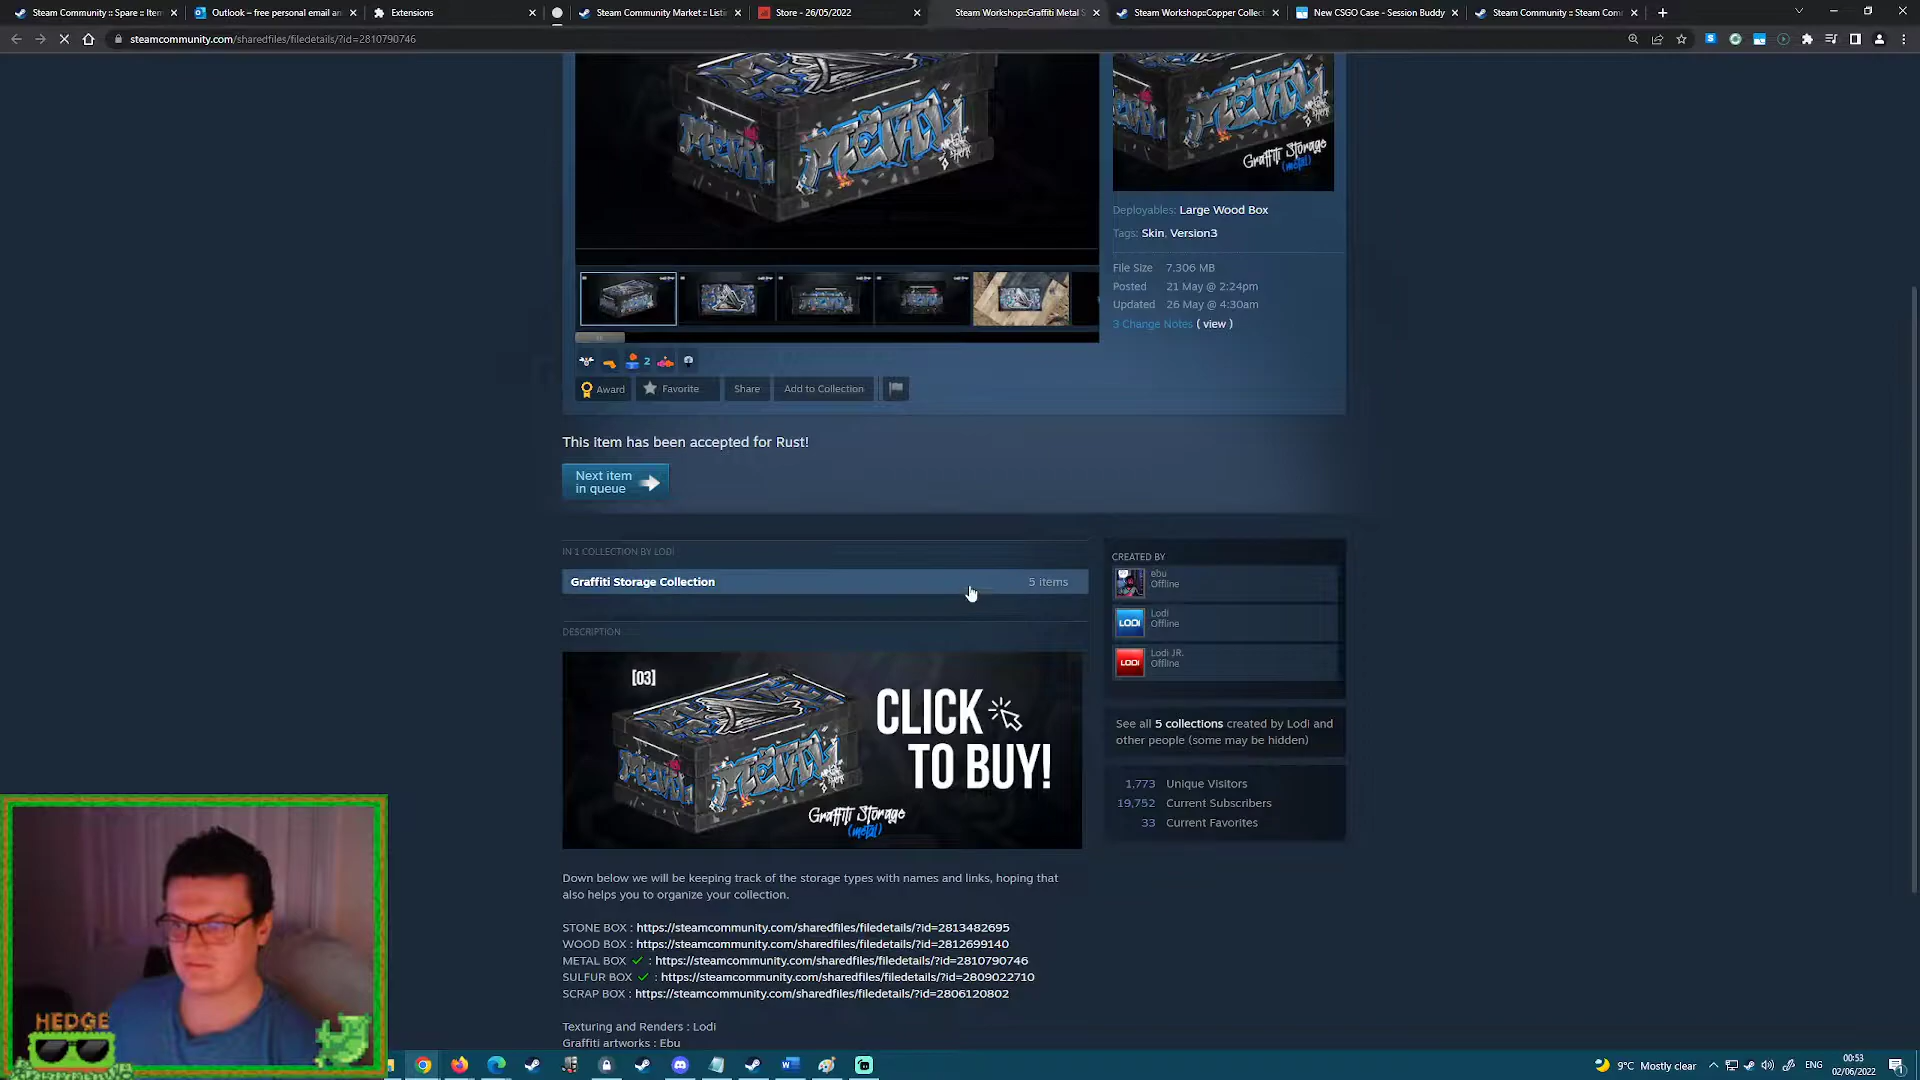 Steam Community :: Spare :: Item
Outlook – free personal email an
Extensions
Steam Community Market :: Listi
Store - 26/05/2022
Steam Workshop::Graffiti Metal S
Steam Workshop::Copper Collect
New CSGO Case - Session Buddy
Steam Community :: Steam Com
steamcommunity.com/sharedfiles/filedetails/?id=2810790746
METAL
METAL
METAL
Graffiti Storage
(metal)
Deployables: Large Wood Box
Tags: Skin, Version3
File Size 7.306 MB
Posted 21 May @ 2:24pm
Updated 26 May @ 4:30am
3 Change Notes ( view )
2
Award
Favorite
Share
Add to Collection
This item has been accepted for Rust!
Next item
in queue
IN 1 COLLECTION BY LODI
Graffiti Storage Collection 5 items
CREATED BY
ebu
Offline
LODI
Lodi
Offline
LODI
Lodi JR.
Offline
DESCRIPTION
[03]
CLICK
TO BUY!
METAL
METAL
Graffiti Storage
(metal)
See all 5 collections created by Lodi and
other people (some may be hidden)
1,773 Unique Visitors
19,752 Current Subscribers
33 Current Favorites
Down below we will be keeping track of the storage types with names and links, hoping that
also helps you to organize your collection.
STONE BOX : https://steamcommunity.com/sharedfiles/filedetails/?id=2813482695
WOOD BOX : https://steamcommunity.com/sharedfiles/filedetails/?id=2812699140
METAL BOX ✓ : https://steamcommunity.com/sharedfiles/filedetails/?id=2810790746
SULFUR BOX ✓ : https://steamcommunity.com/sharedfiles/filedetails/?id=2809022710
SCRAP BOX : https://steamcommunity.com/sharedfiles/filedetails/?id=2806120802
Texturing and Renders : Lodi
Graffiti artworks : Ebu
HEDGE
9°C Mostly clear
ENG
00:53
02/06/2022